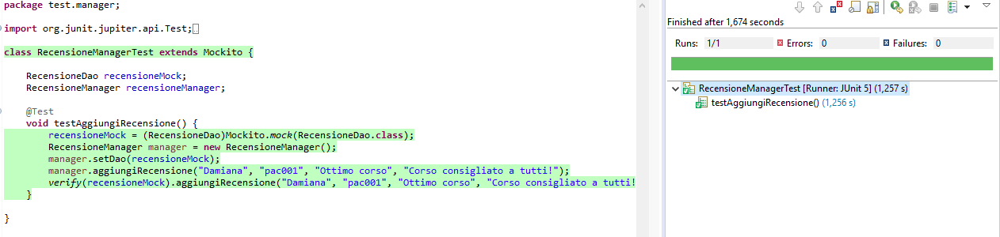 package test.manager;
import org.junit.jupiter.api.Test;
class RecensioneManagerTest extends Mockito {
RecensioneDao recensioneMock;
RecensioneManager recensioneManager;
@Test
void testAggiungiRecensione() {
recensioneMock = (RecensioneDao)Mockito.mock(RecensioneDao.class);
RecensioneManager manager = new RecensioneManager();
manager.setDao(recensioneMock);
manager.aggiungiRecensione("Damiana", "pac001", "Ottimo corso", "Corso consigliato a tutti!");
verify(recensioneMock).aggiungiRecensione("Damiana", "pac001", "Ottimo corso", "Corso consigliato a tutti!
}
}
Finished after 1,674 seconds
Runs: 1/1 Errors: 0 Failures: 0
RecensioneManagerTest [Runner: JUnit 5] (1,257 s)
testAggiungiRecensione() (1,256 s)